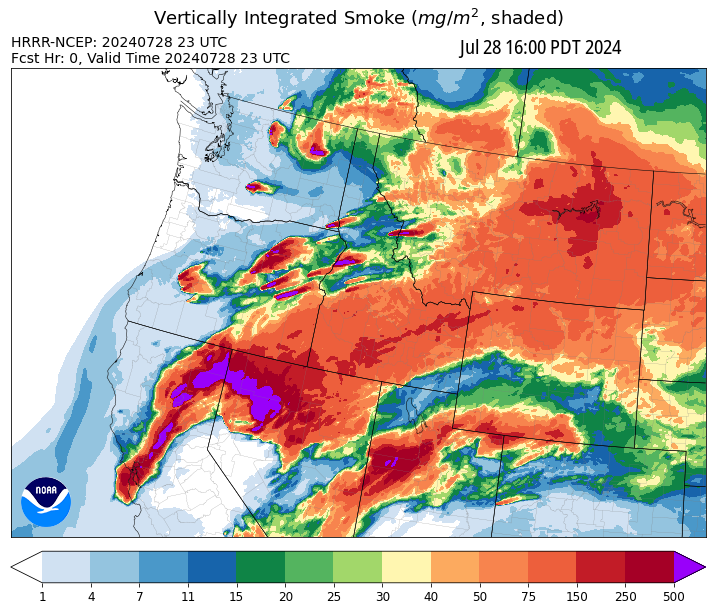 Vertically Integrated Smoke (mg/m², shaded)
HRRR-NCEP: 20240728 23 UTC
Jul 28 16:00 PDT 2024
Fcst Hr: 0, Valid Time 20240728 23 UTC
NOAA
1 4 7 11 15 20 25 30 40 50 75 150 250 500